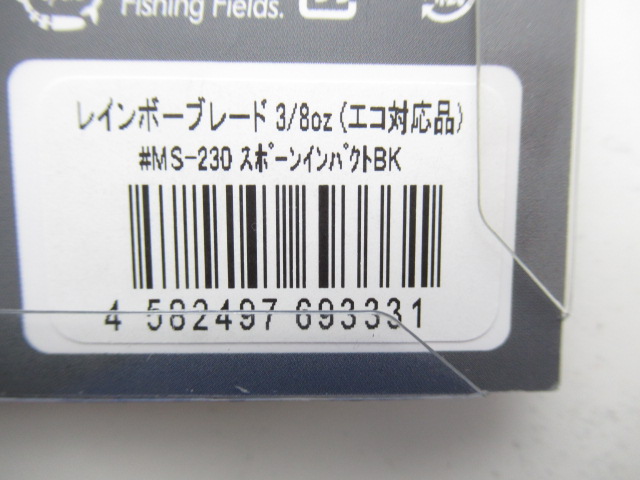 Fishing Fields.
レインボーブレード 3/8oz(エコ対応品)
#MS-230 スポーンインパクトBK
4 582497 693331